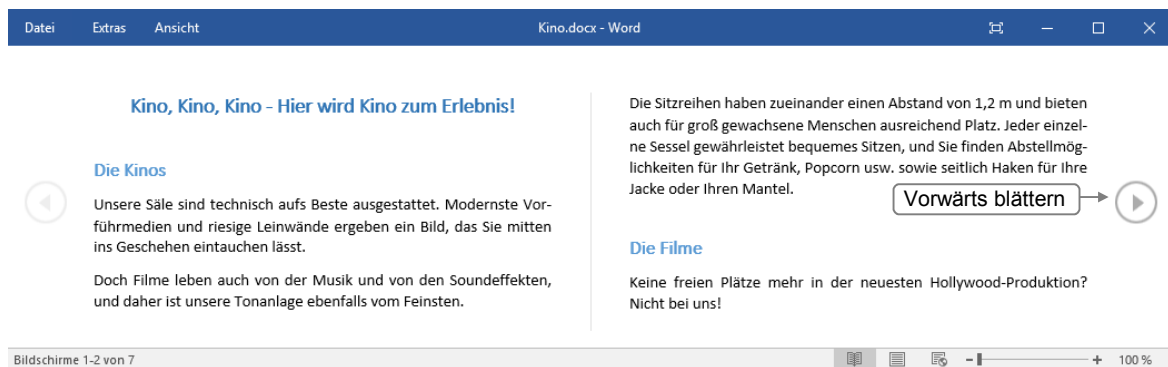 Datei Extras Ansicht Kino.docx - Word
Kino, Kino, Kino - Hier wird Kino zum Erlebnis!
Die Kinos
Unsere Säle sind technisch aufs Beste ausgestattet. Modernste Vor-
führmedien und riesige Leinwände ergeben ein Bild, das Sie mitten
ins Geschehen eintauchen lässt.
Doch Filme leben auch von der Musik und von den Soundeffekten,
und daher ist unsere Tonanlage ebenfalls vom Feinsten.
Die Sitzreihen haben zueinander einen Abstand von 1,2 m und bieten
auch für groß gewachsene Menschen ausreichend Platz. Jeder einzel-
ne Sessel gewährleistet bequemes Sitzen, und Sie finden Abstellmög-
lichkeiten für Ihr Getränk, Popcorn usw. sowie seitlich Haken für Ihre
Jacke oder Ihren Mantel.
Vorwärts blättern
Die Filme
Keine freien Plätze mehr in der neuesten Hollywood-Produktion?
Nicht bei uns!
Bildschirme 1-2 von 7 100 %